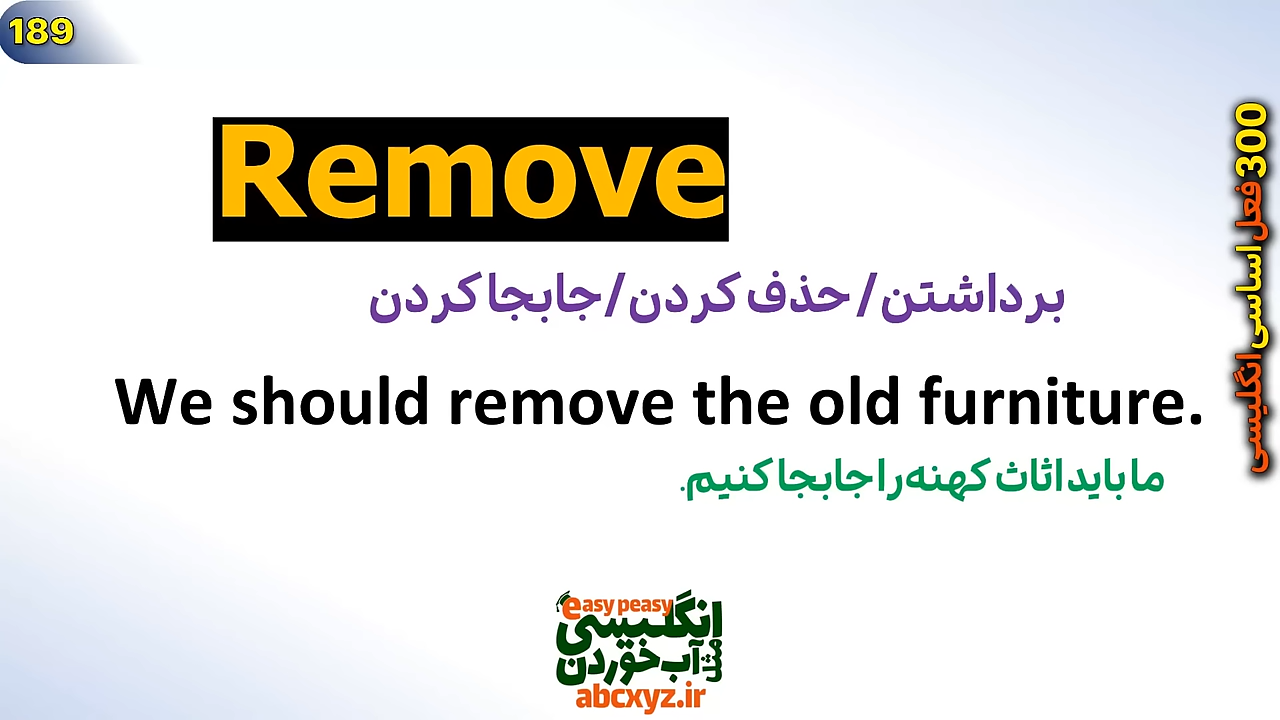 189
Remove
برداشتن/ حذف کردن/جابجا کردن
We should remove the old furniture.
ما باید اثاث کهنه را جابجا کنیم.
300 فعل اساسی انگلیسی
easy peasy
انگلیسی
مثل آب خوردن
abcxyz.ir